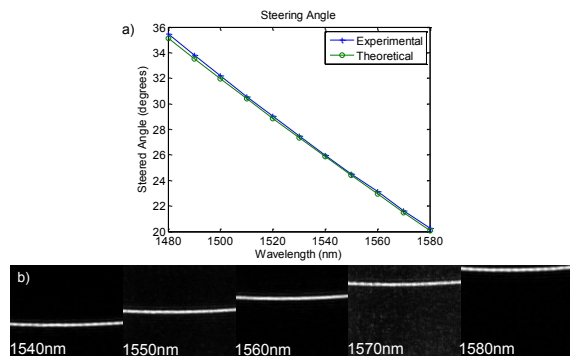 Steering Angle
a)
Experimental
Theoretical
Steered Angle (degrees)
36
34
32
30
28
26
24
22
20
1480
1500
1520
1540
1560
1580
Wavelength (nm)
b)
1540nm
1550nm
1560nm
1570nm
1580nm